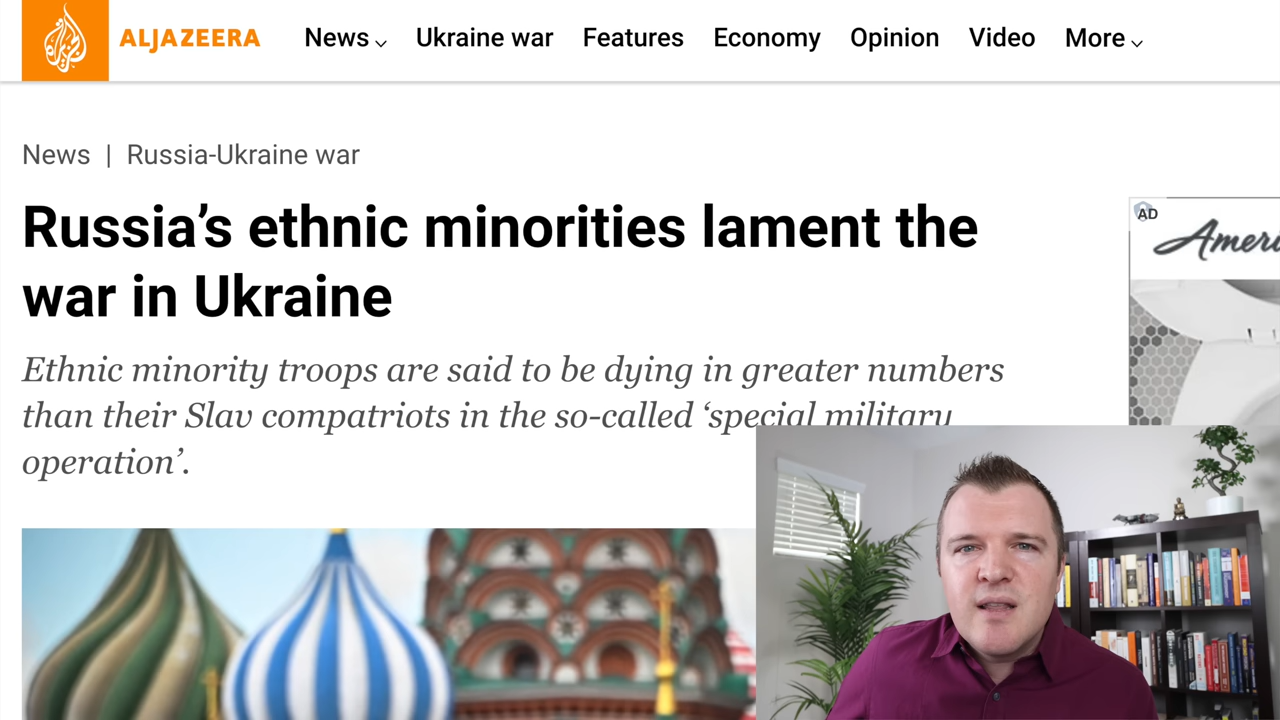 ALJAZEERA
News Ukraine war Features Economy Opinion Video More
News | Russia-Ukraine war
Russia’s ethnic minorities lament the
war in Ukraine
AD
Ethnic minority troops are said to be dying in greater numbers
than their Slav compatriots in the so-called ‘special military
operation’.